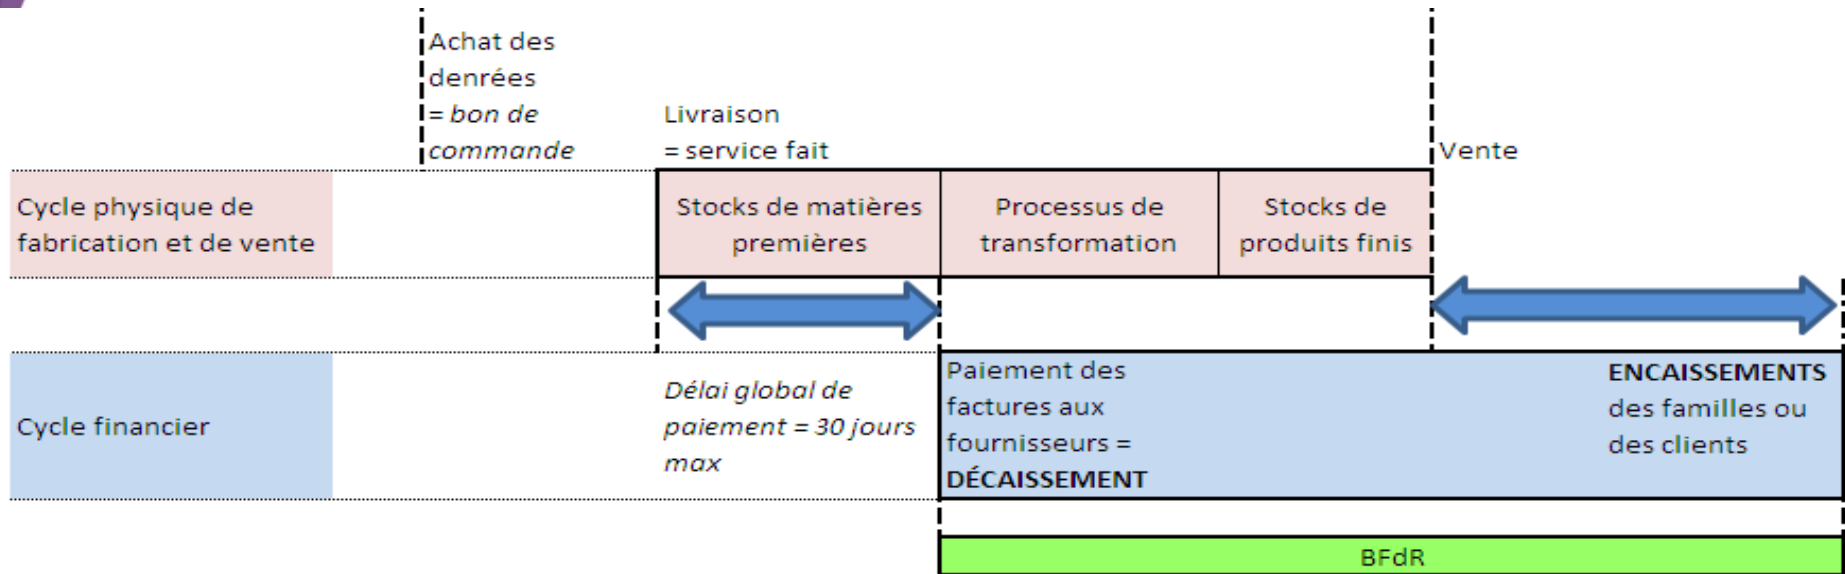 Achat des
denrées
= bon de
commande
Livraison
= service fait
Vente
Cycle physique de
fabrication et de vente
Stocks de matières
premières
Processus de
transformation
Stocks de
produits finis
Cycle financier
Délai global de
paiement = 30 jours
max
Paiement des
factures aux
fournisseurs =
DÉCAISSEMENT
ENCAISSEMENTS
des familles ou
des clients
BFdR